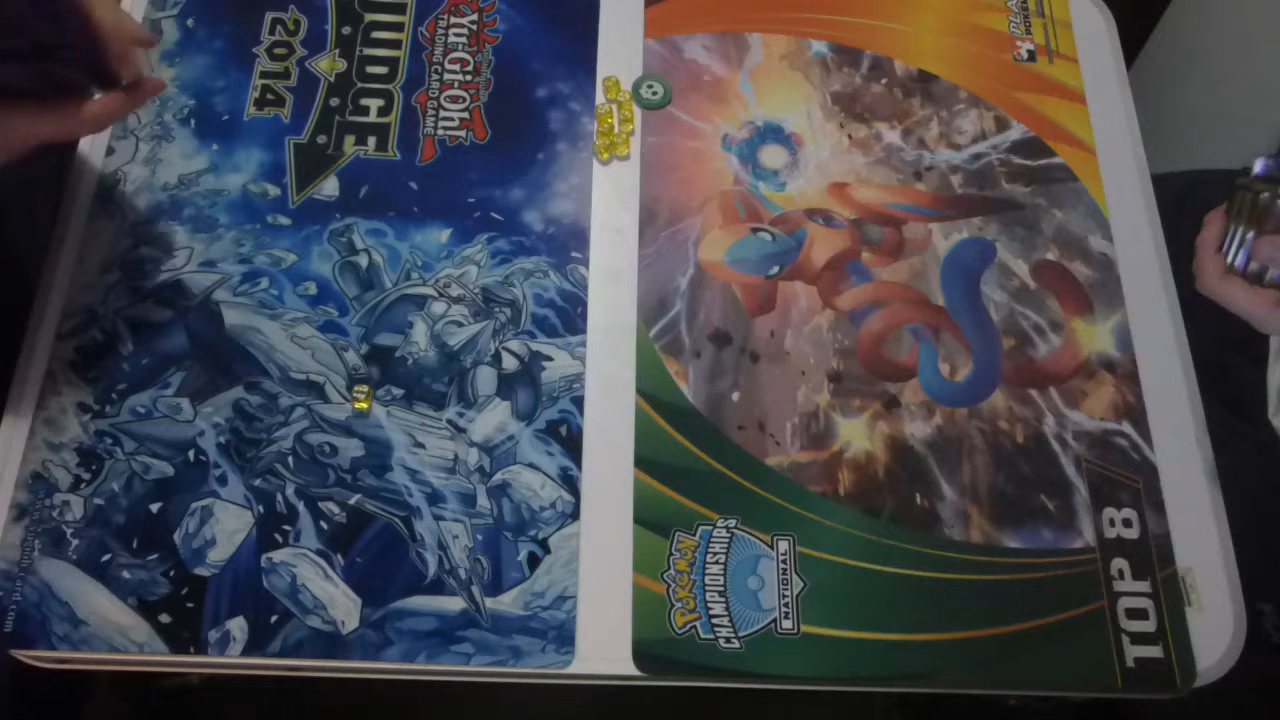 JUDGE
2014
Yu-Gi-Oh!
TRADING CARD GAME
POKÉMON
CHAMPIONSHIPS
NATIONAL
TOP 8